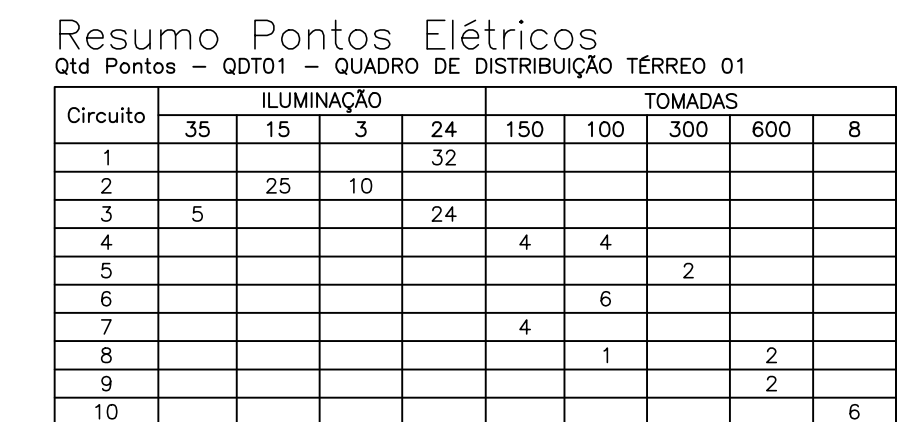 Resumo Pontos Elétricos
Qtd Pontos – QDT01 – QUADRO DE DISTRIBUIÇÃO TÉRREO 01
Circuito ILUMINAÇÃO TOMADAS
35 15 3 24 150 100 300 600 8
1 32
2 25 10
3 5 24
4 4 4
5 2
6 6
7 4
8 1 2
9 2
10 6